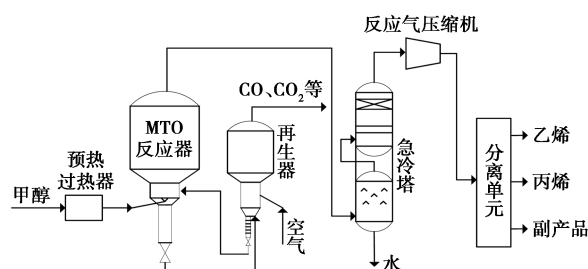 反应气压缩机
CO、CO₂等
MTO
反应器
再生器
急冷塔
预热
过热器
甲醇
空气
水
分离单元
乙烯
丙烯
副产品